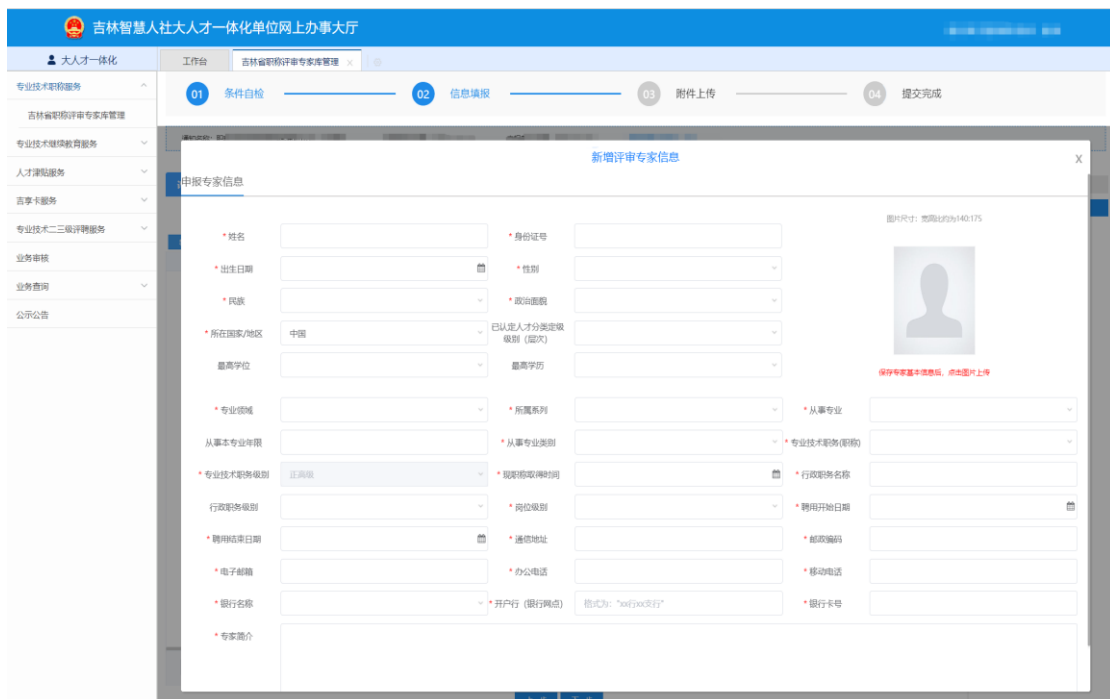 吉林智慧人社大人才一体化单位网上办事大厅
大人才一体化
工作台
吉林省职称评审专家库管理 X
专业技术职称服务
吉林省职称评审专家库管理
专业技术继续教育服务
人才津贴服务
吉享卡服务
专业技术二三级评聘服务
业务审核
业务查询
公示公告
01 条件自检
02 信息填报
03 附件上传
04 提交完成
新增评审专家信息
X
申报专家信息
图片尺寸：宽高比约为140:175
* 姓名
* 身份证号
* 出生日期
* 性别
* 民族
* 政治面貌
* 所在国家/地区 中国
已认定人才分类定级级别（层次）
最高学位
最高学历
保存专家基本信息后，点击图片上传
* 专业领域
* 所属系列
* 从事专业
从事本专业年限
* 从事专业类别
* 专业技术职务(职称)
* 专业技术职务级别 正高级
* 现职称取得时间
* 行政职务名称
行政职务级别
* 岗位级别
* 聘用开始日期
* 聘用结束日期
* 通信地址
* 邮政编码
* 电子邮箱
* 办公电话
* 移动电话
* 银行名称
* 开户行（银行网点） 格式为："xx行xx支行"
* 银行卡号
* 专家简介